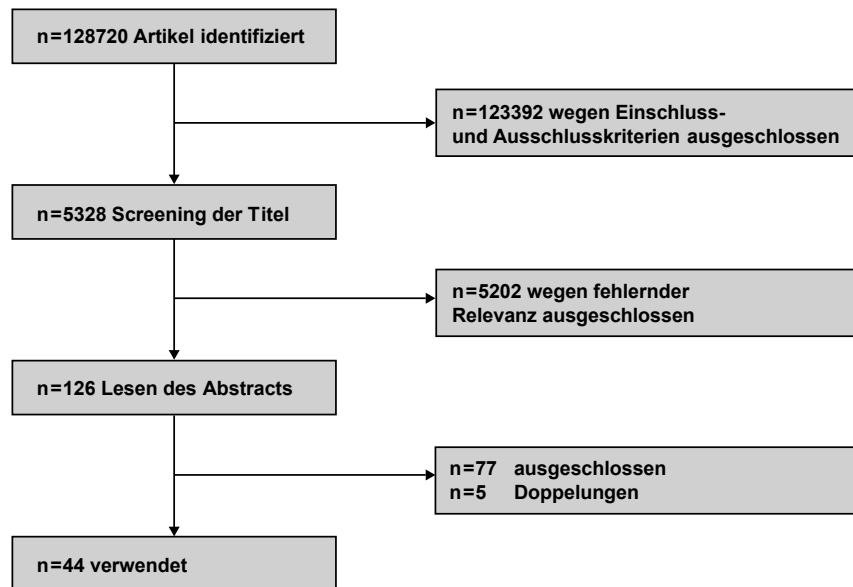 n=128720 Artikel identifiziert
n=123392 wegen Einschluss-
und Ausschlusskriterien ausgeschlossen
n=5328 Screening der Titel
n=5202 wegen fehlernder
Relevanz ausgeschlossen
n=126 Lesen des Abstracts
n=77 ausgeschlossen
n=5 Doppelungen
n=44 verwendet